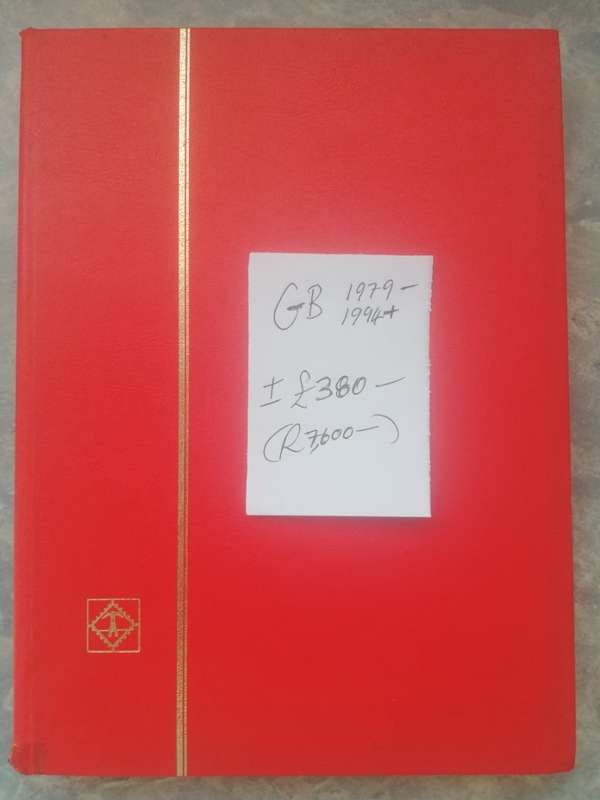 GB 1979-
1994+
± £380-
(R7,600-)